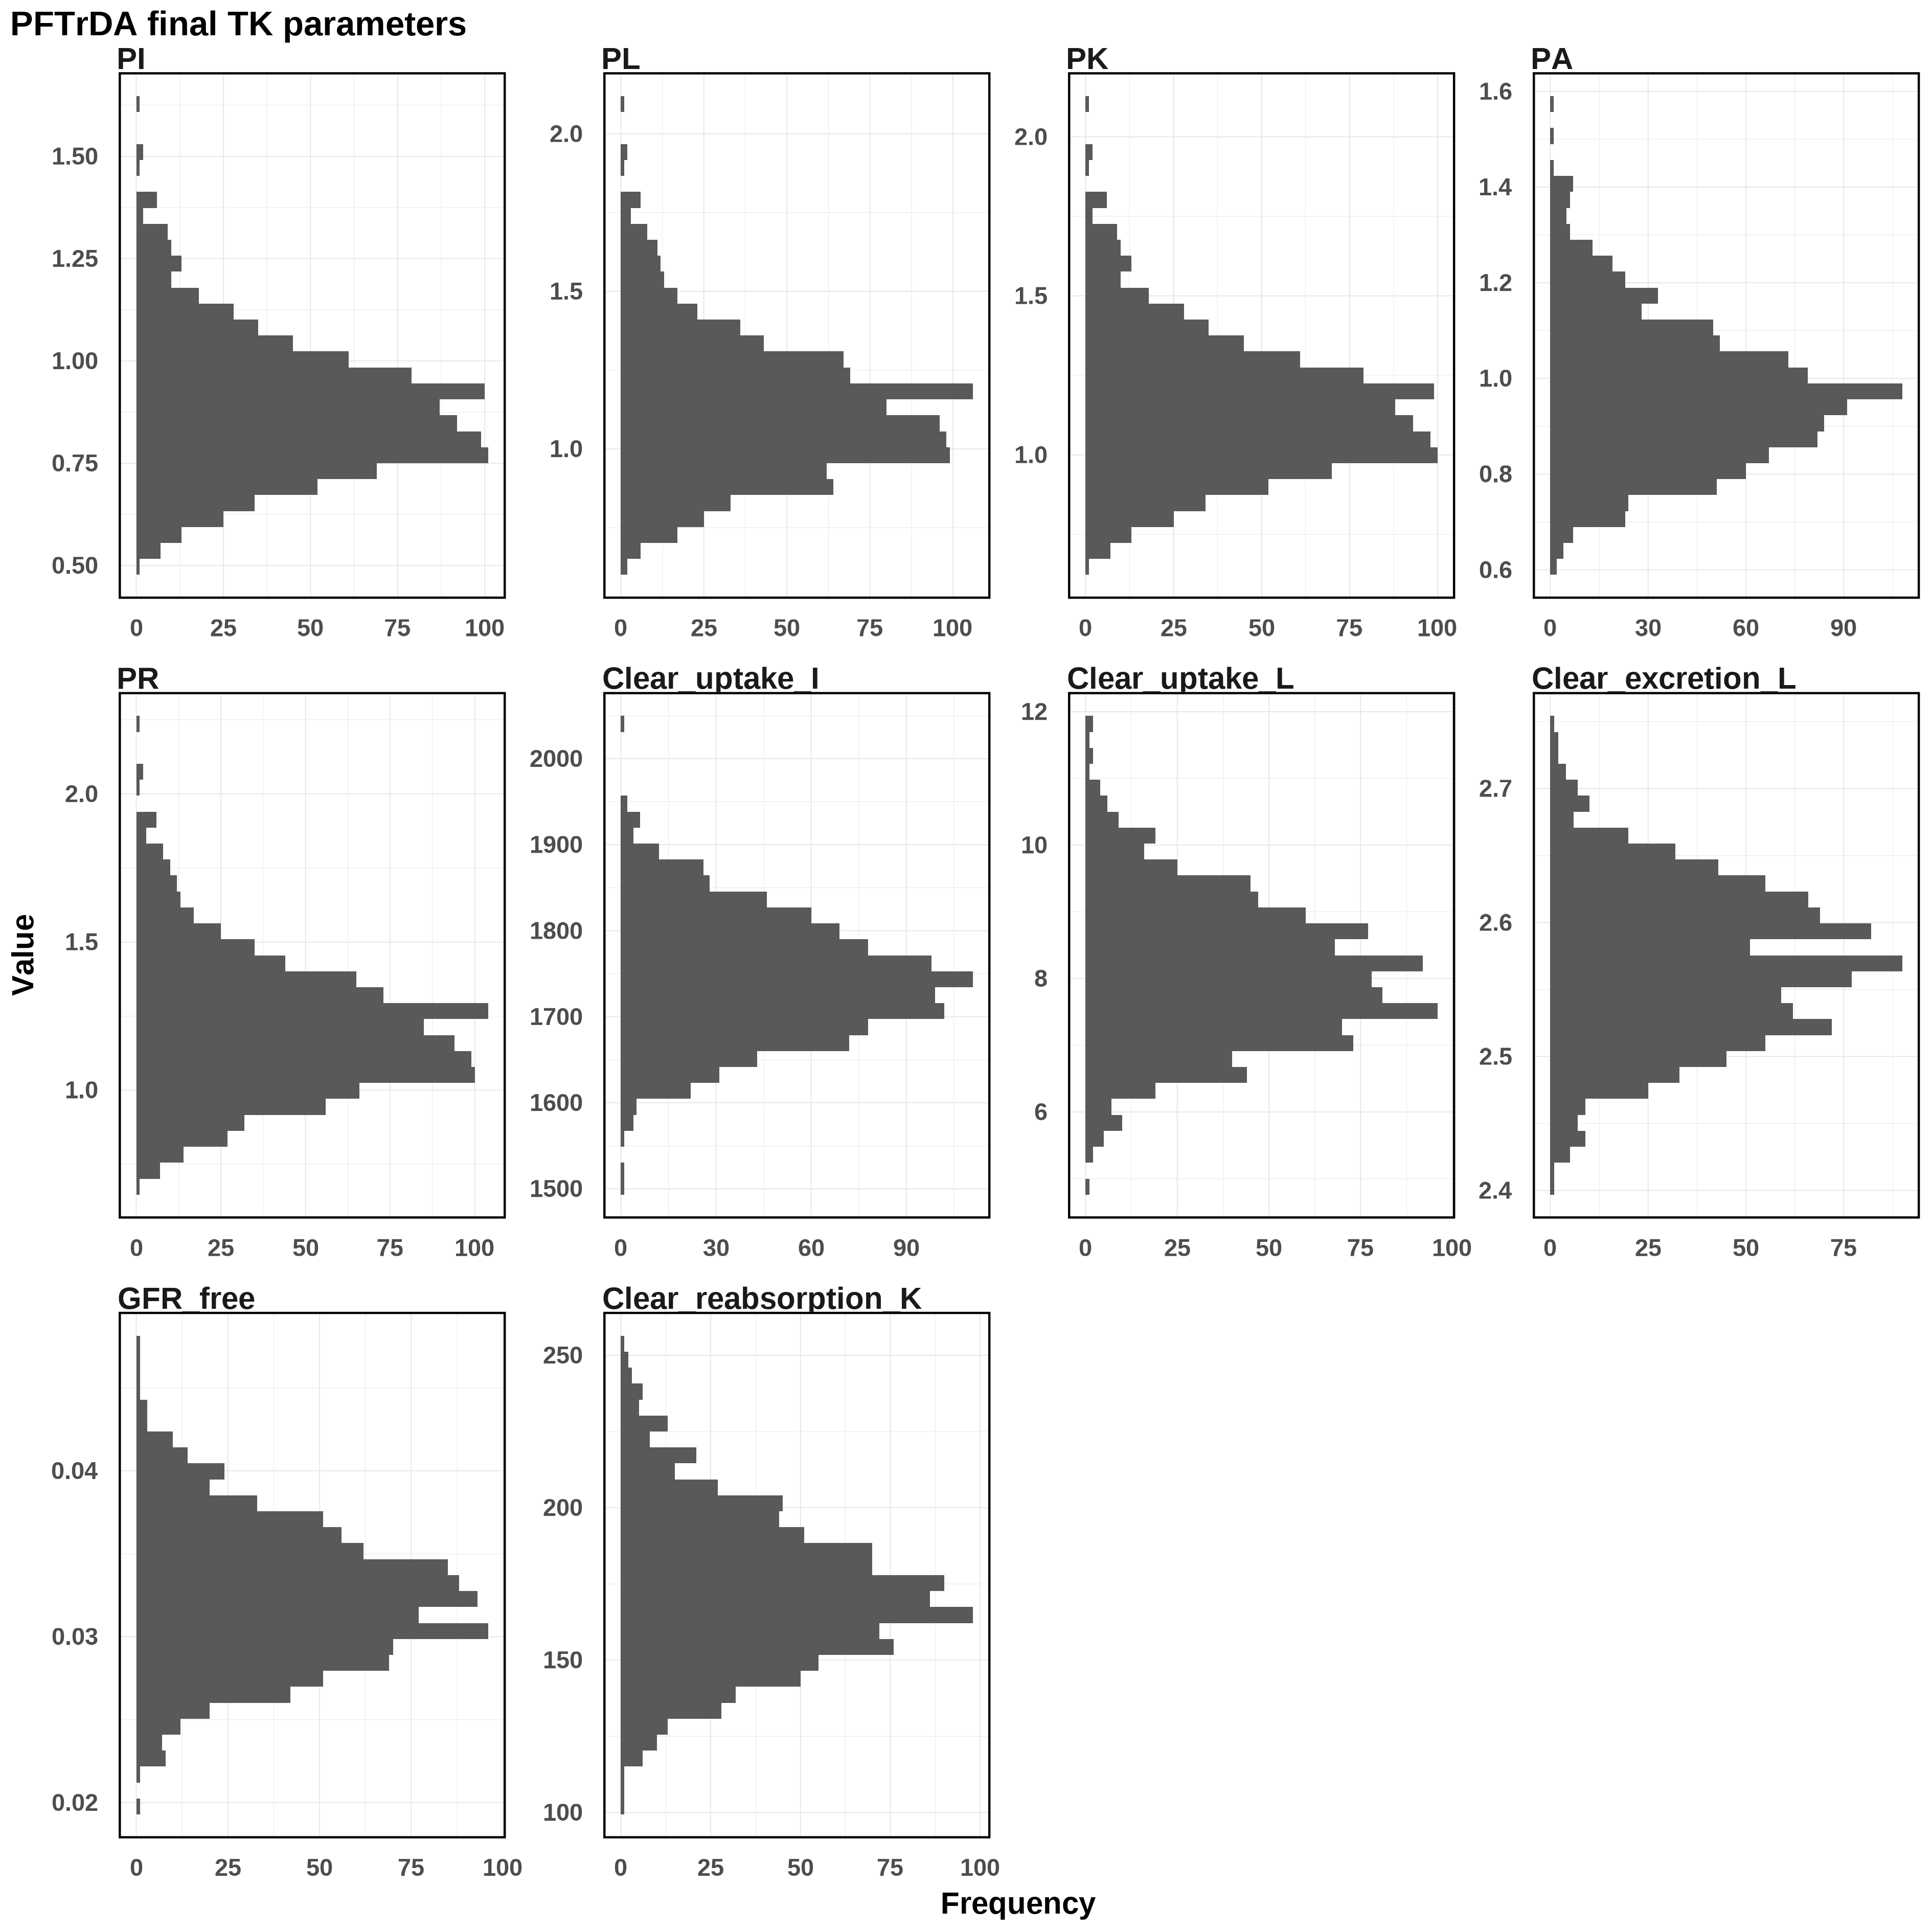 PFTrDA final TK parameters
PI PL PK PA
1.50
1.25
1.00
0.75
0.50
0 25 50 75 100
2.0
1.5
1.0
0 25 50 75 100
2.0
1.5
1.0
0 25 50 75 100
1.6
1.4
1.2
1.0
0.8
0.6
0 30 60 90
PR Clear_uptake_I Clear_uptake_L Clear_excretion_L
Value
2.0
1.5
1.0
0 25 50 75 100
2000
1900
1800
1700
1600
1500
0 30 60 90
12
10
8
6
0 25 50 75 100
2.7
2.6
2.5
2.4
0 25 50 75
GFR_free Clear_reabsorption_K
0.04
0.03
0.02
0 25 50 75 100
250
200
150
100
0 25 50 75 100
Frequency